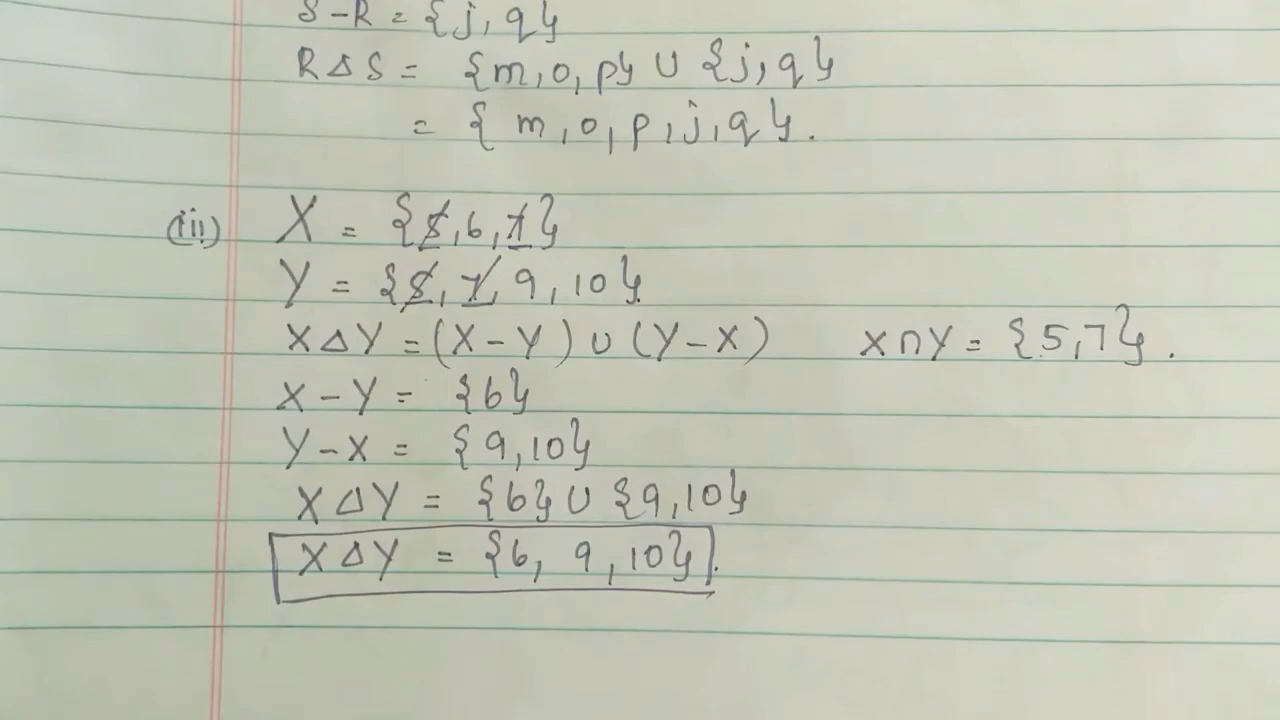 S-R = {j, q}
R Δ S = {m, o, p} ∪ {j, q}
= { m, o, p, j, q }.
(iii) X = {5, 6, 7}
Y = {5, 7, 9, 10}
X Δ Y = (X - Y) ∪ (Y - X) X ∩ Y = {5, 7}.
X - Y = {6}
Y - X = {9, 10}
X Δ Y = {6} ∪ {9, 10}
X Δ Y = {6, 9, 10}.